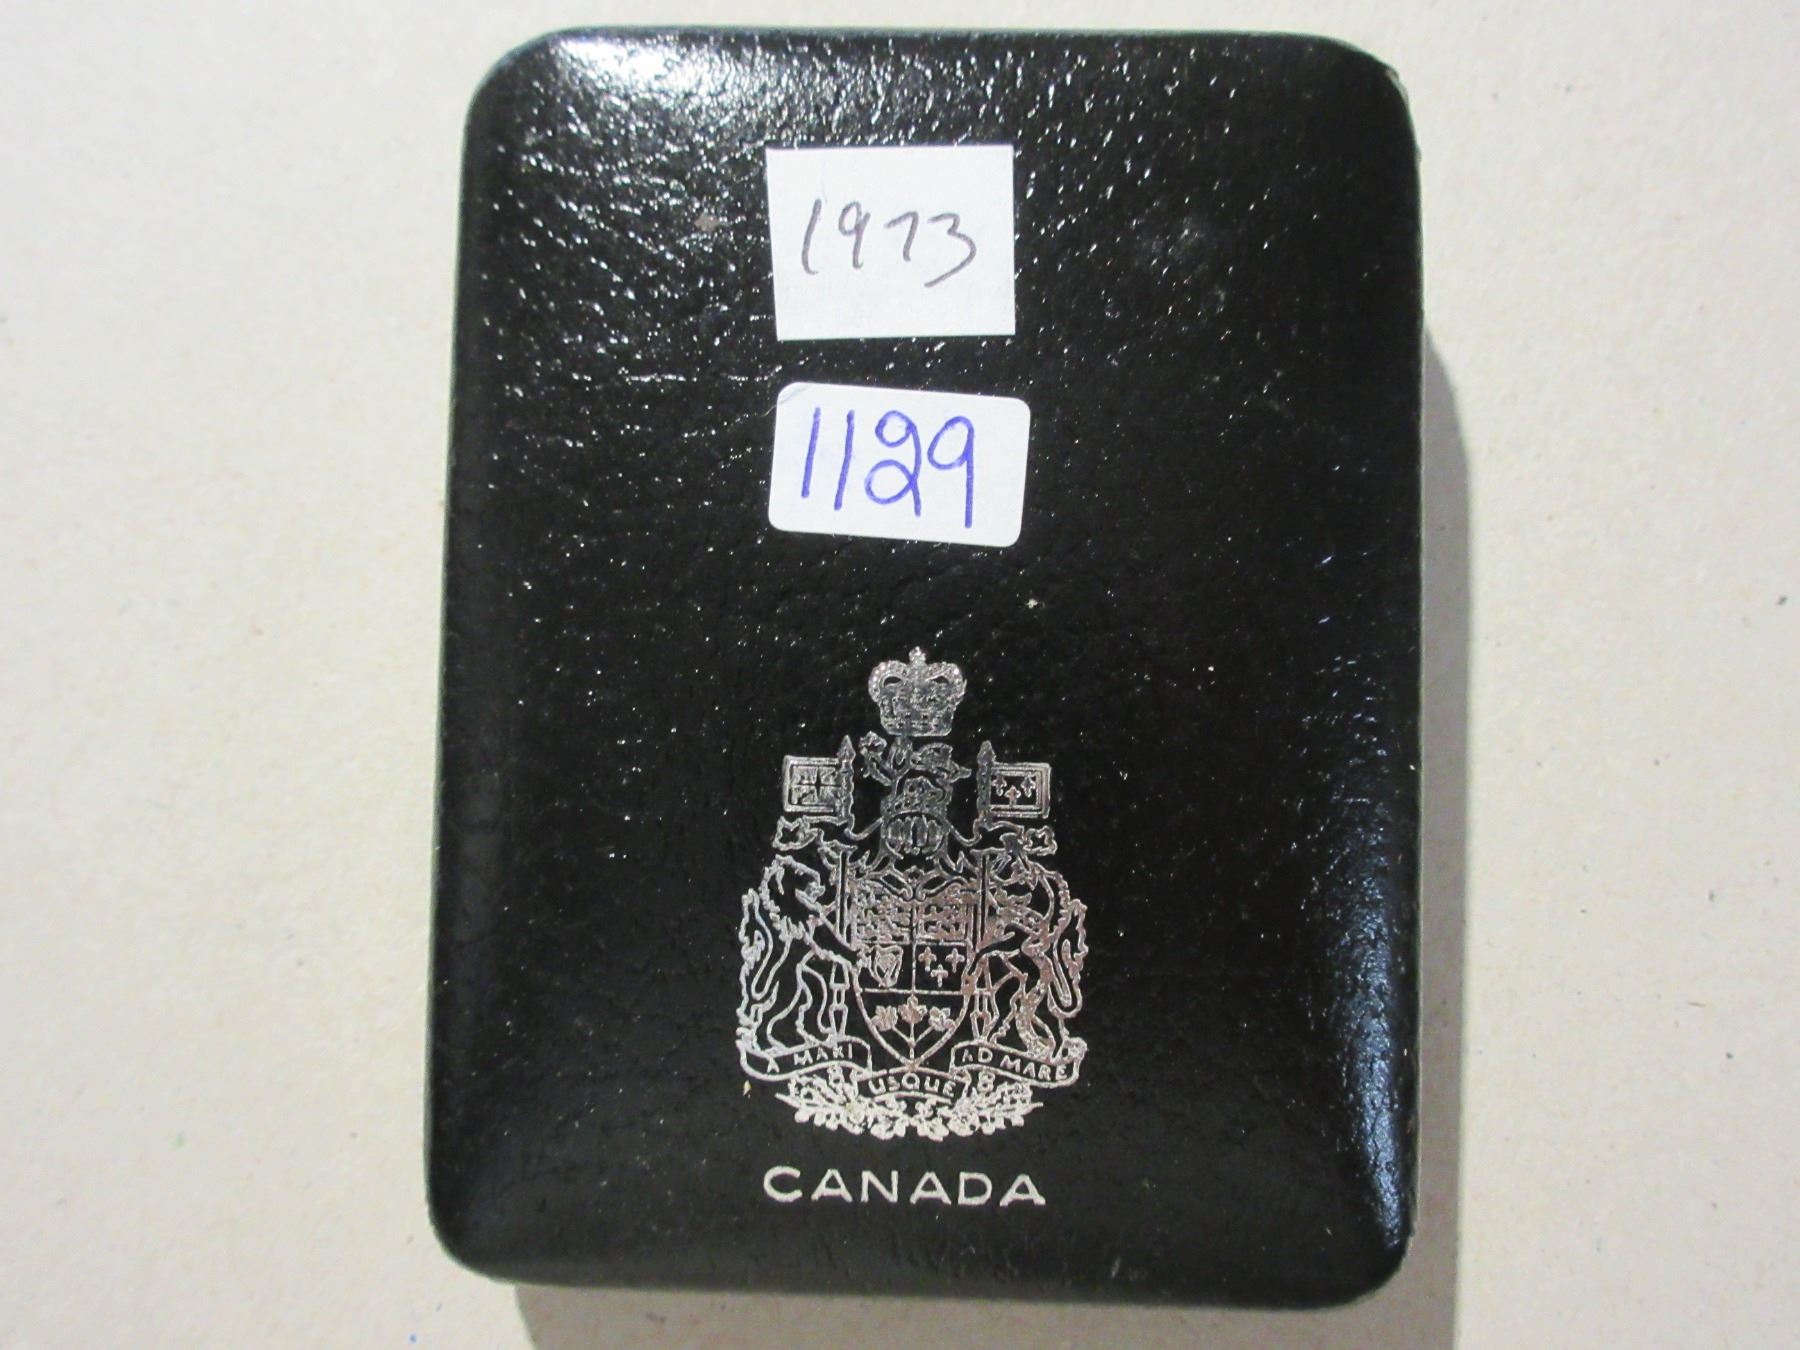 1973
1129
A MARI USQUE AD MARE
CANADA